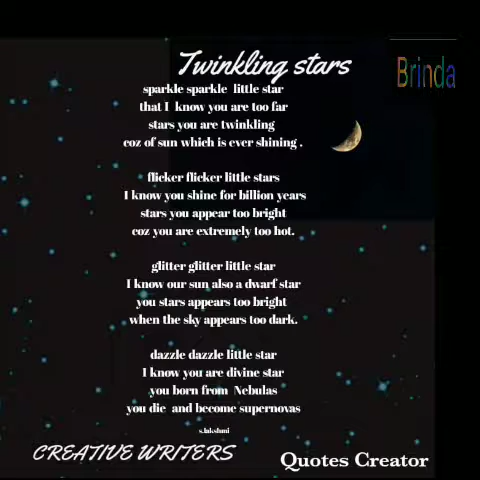 Twinkling stars
Brinda
sparkle sparkle little star
that I know you are too far
stars you are twinkling
coz of sun which is ever shining .
flicker flicker little stars
I know you shine for billion years
stars you appear too bright
coz you are extremely too hot.
glitter glitter little star
I know our sun also a dwarf star
you stars appears too bright
when the sky appears too dark.
dazzle dazzle little star
I know you are divine star
you born from Nebulas
you die and become supernovas
s.lakshmi
CREATIVE WRITERS
Quotes Creator